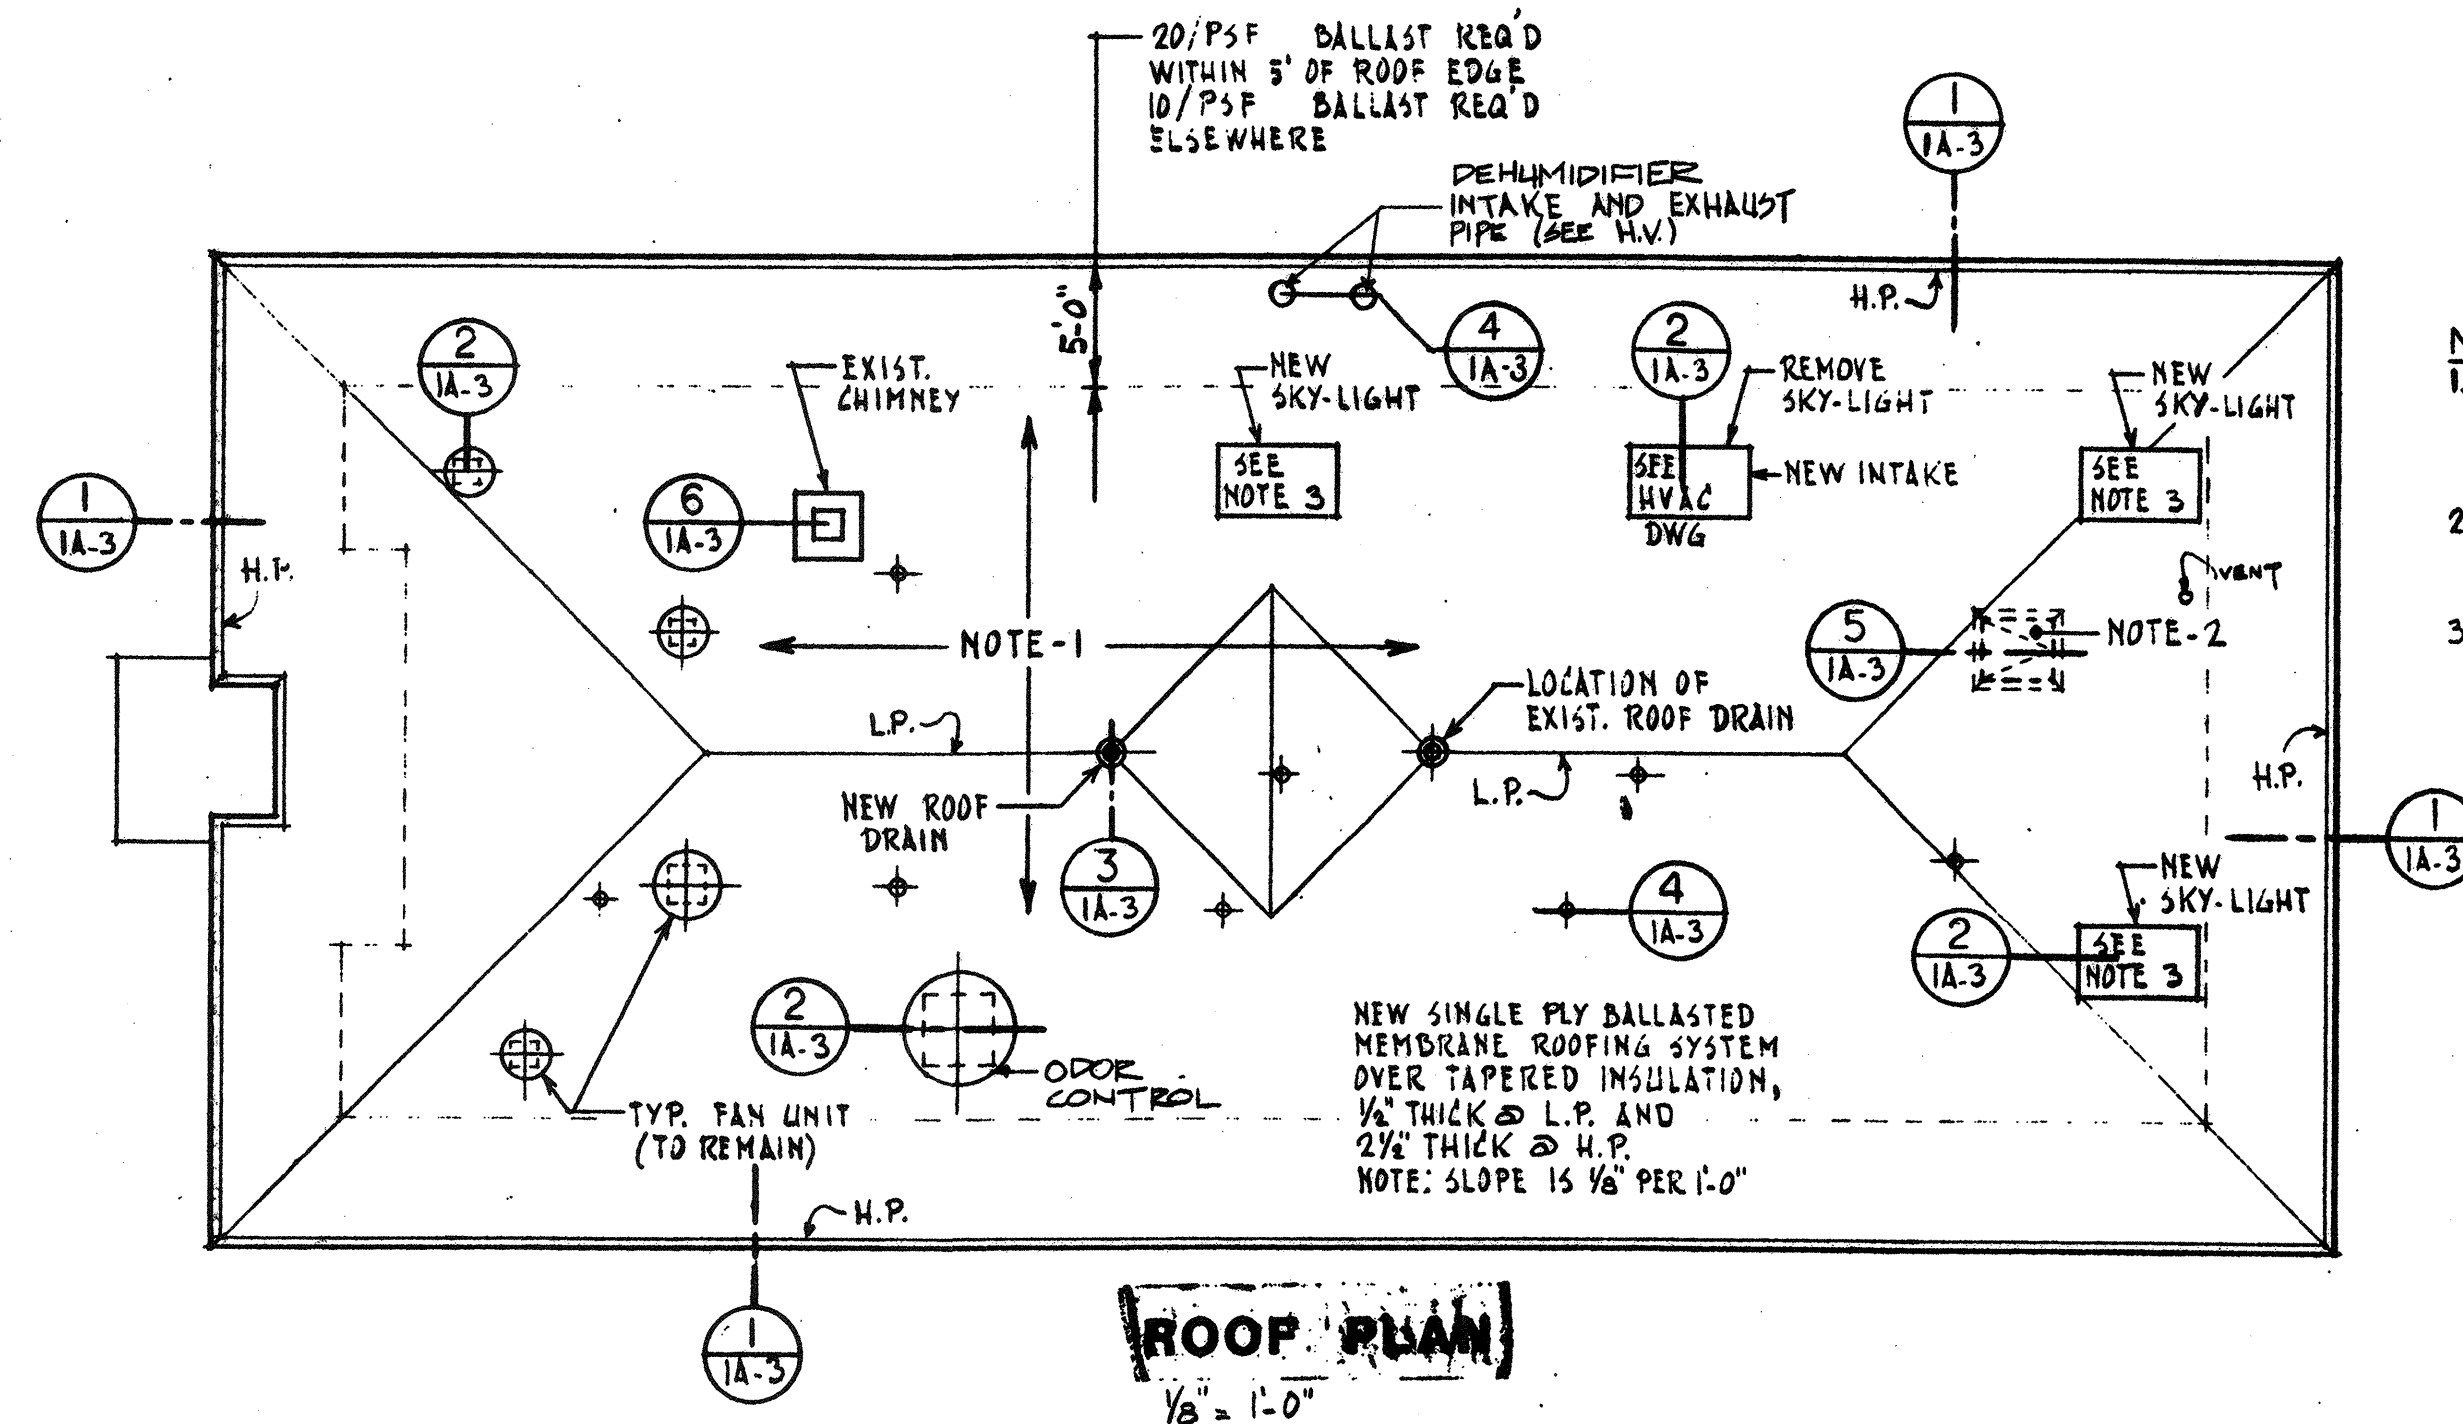 20/PSF BALLAST REQ'D
WITHIN 5' OF ROOF EDGE
10/PSF BALLAST REQ'D
ELSEWHERE
1
1A-3
DEHUMIDIFIER
INTAKE AND EXHAUST
PIPE (SEE H.V.)
5'-0"
H.P.
2
1A-3
4
1A-3
2
1A-3
EXIST.
CHIMNEY
NEW
SKY-LIGHT
REMOVE
SKY-LIGHT
NEW
SKY-LIGHT
SEE
NOTE 3
SEE
HVAC
DWG
NEW INTAKE
SEE
NOTE 3
1
1A-3
6
1A-3
H.P.
VENT
2
3
NOTE-1
5
1A-3
NOTE-2
LOCATION OF
EXIST. ROOF DRAIN
L.P.
L.P.
H.P.
NEW ROOF
DRAIN
3
1A-3
4
1A-3
1
1A-3
NEW
SKY-LIGHT
2
1A-3
SEE
NOTE 3
2
1A-3
ODOR
CONTROL
TYP. FAN UNIT
(TO REMAIN)
NEW SINGLE PLY BALLASTED
MEMBRANE ROOFING SYSTEM
OVER TAPERED INSULATION,
1/2" THICK @ L.P. AND
2 1/2" THICK @ H.P.
NOTE: SLOPE IS 1/8" PER 1'-0"
H.P.
1
1A-3
ROOF PLAN
1/8" = 1'-0"